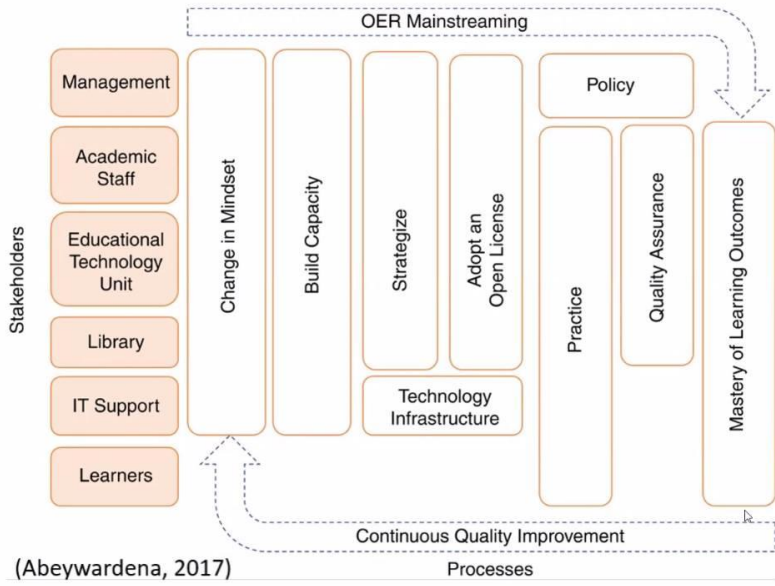 OER Mainstreaming
Stakeholders
Management
Academic
Staff
Educational
Technology
Unit
Library
IT Support
Learners
Change in Mindset
Build Capacity
Strategize
Adopt an
Open License
Technology
Infrastructure
Policy
Practice
Quality Assurance
Mastery of Learning Outcomes
Continuous Quality Improvement
(Abeywardena, 2017)
Processes